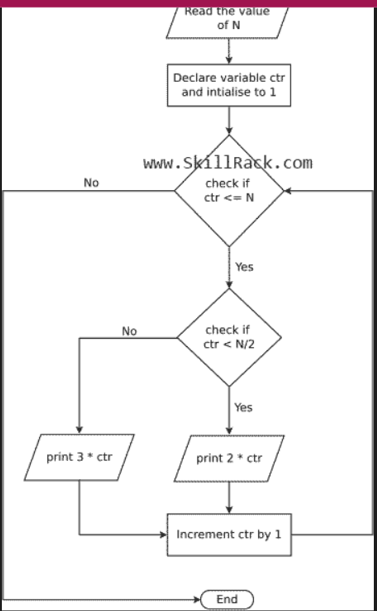 Read the value
of N
Declare variable ctr
and intialise to 1
www.SkillRack.com
No
check if
ctr <= N
Yes
No
check if
ctr < N/2
Yes
print 3 * ctr
print 2 * ctr
Increment ctr by 1
End